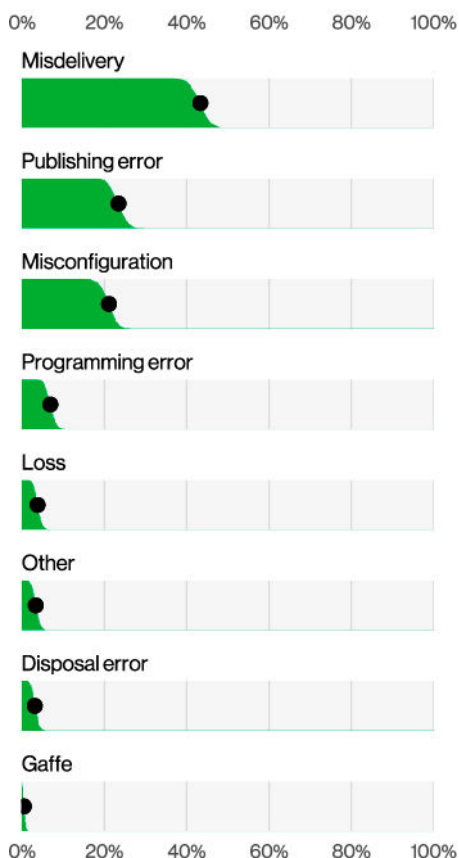 0% 20% 40% 60% 80% 100%
Misdelivery
Publishing error
Misconfiguration
Programming error
Loss
Other
Disposal error
Gaffe
0% 20% 40% 60% 80% 100%